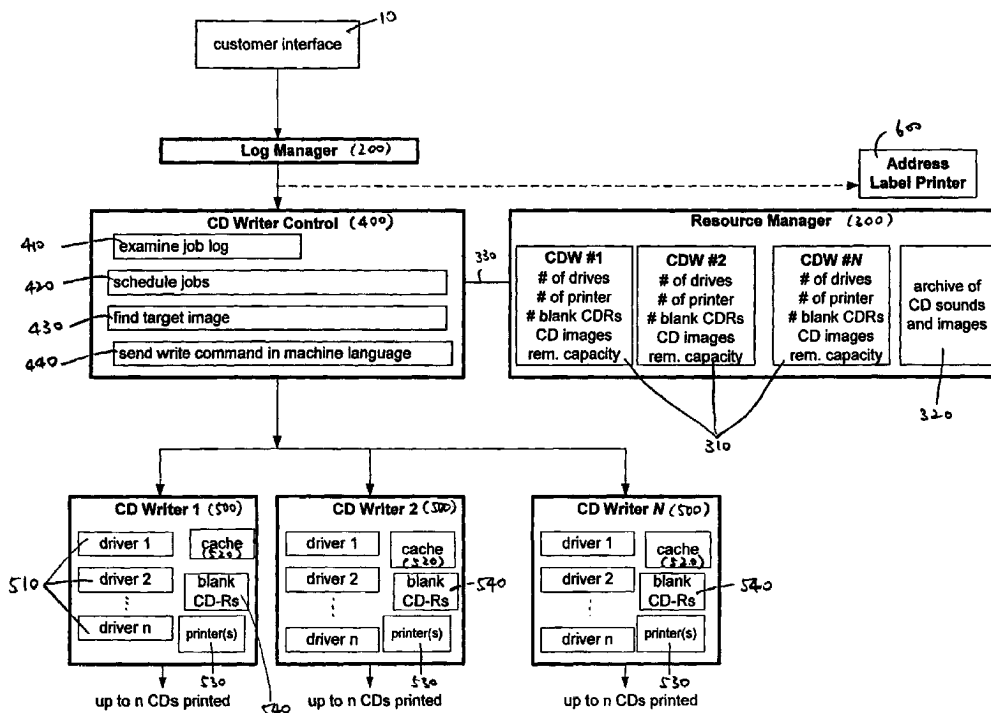 10
customer interface
Log Manager (200)
600
Address
Label Printer
CD Writer Control (400)
410
examine job log
420
schedule jobs
430
find target image
440
send write command in machine language
330
Resource Manager (300)
CDW #1
# of drives
# of printer
# blank CDRs
CD images
rem. capacity
CDW #2
# of drives
# of printer
# blank CDRs
CD images
rem. capacity
CDW #N
# of drives
# of printer
# blank CDRs
CD images
rem. capacity
archive of
CD sounds
and images
310
320
CD Writer 1 (500)
510
driver 1
driver 2
driver n
cache
(520)
blank
CD-Rs
printer(s)
530
540
up to n CDs printed
CD Writer 2 (500)
driver 1
driver 2
driver n
cache
(520)
blank
CD-Rs
540
printer(s)
530
up to n CDs printed
CD Writer N (500)
driver 1
driver 2
driver n
cache
(520)
blank
CD-Rs
540
printer(s)
530
up to n CDs printed